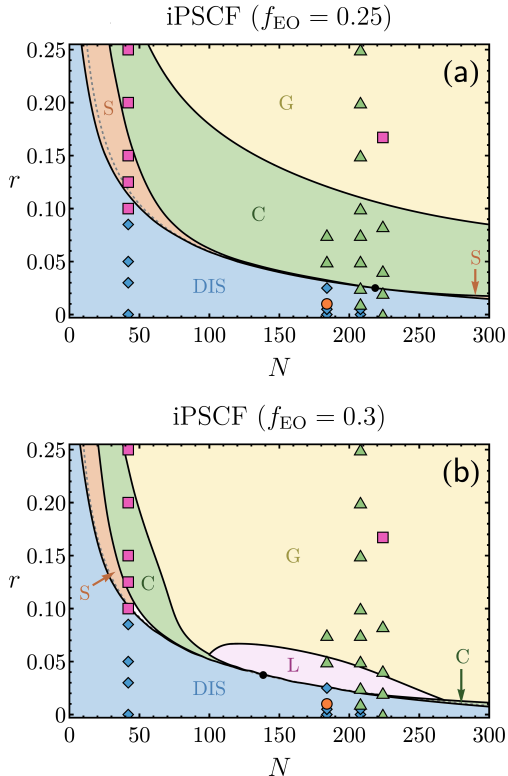 iPSCF (f_EO = 0.25)
0.25
(a)
0.20
G
S
0.15
r
0.10
C
0.05
S
DIS
0
0 50 100 150 200 250 300
N
iPSCF (f_EO = 0.3)
0.25
(b)
0.20
0.15
G
r
S
C
0.10
0.05
L
C
DIS
0
0 50 100 150 200 250 300
N